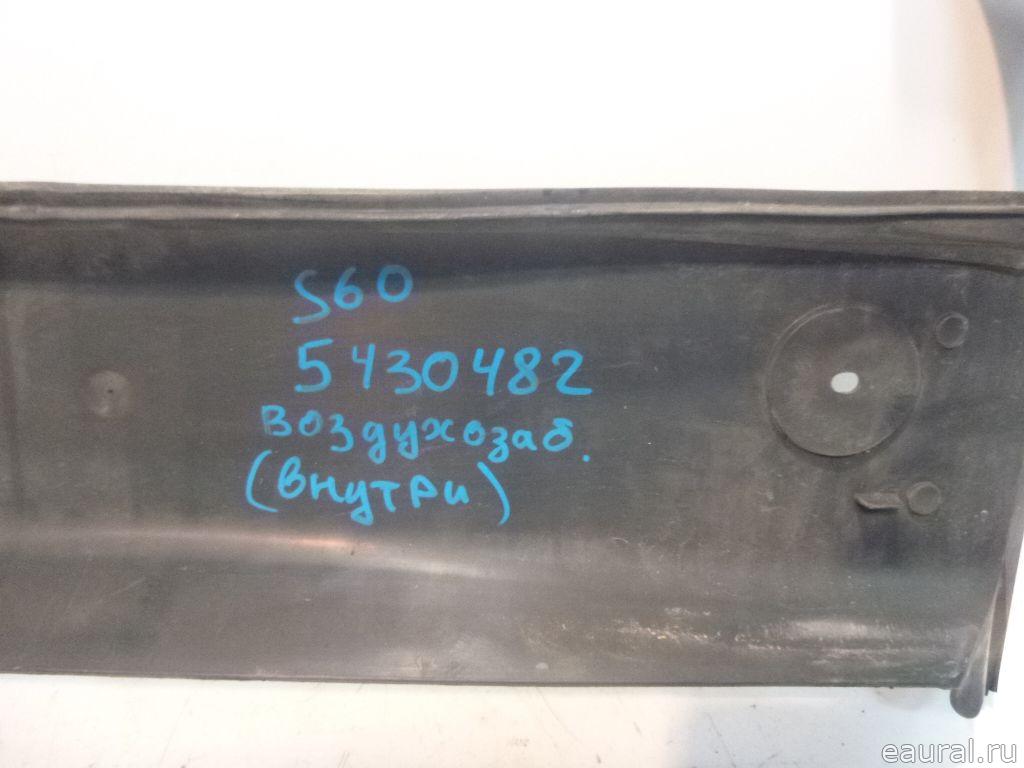 S60
5430482
воздухозаб.
(внутри)
eaural.ru